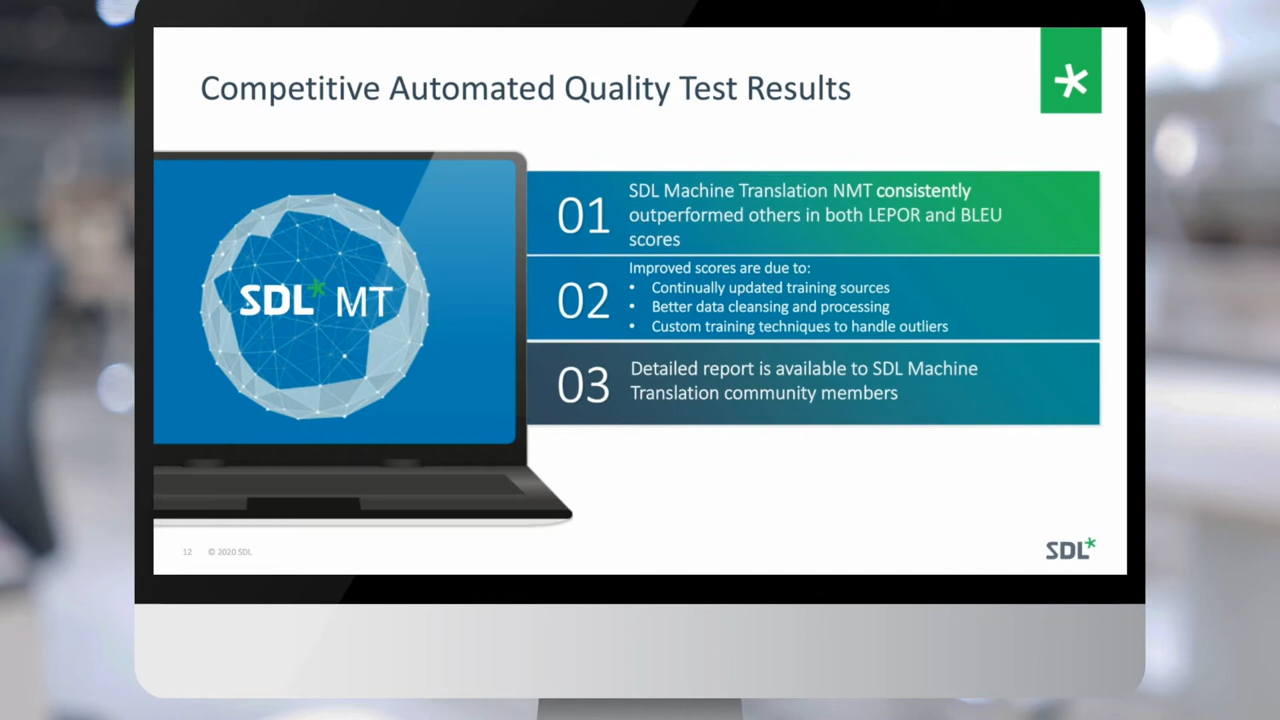 Competitive Automated Quality Test Results
SDL* MT
01
SDL Machine Translation NMT consistently
outperformed others in both LEPOR and BLEU
scores
02
Improved scores are due to:
• Continually updated training sources
• Better data cleansing and processing
• Custom training techniques to handle outliers
03
Detailed report is available to SDL Machine
Translation community members
12 © 2020 SDL
SDL*